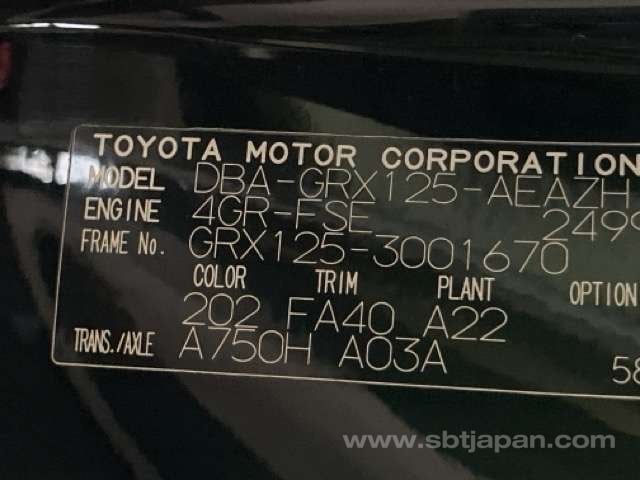 TOYOTA MOTOR CORPORATION
MODEL DBA-GRX125-AEAZH
ENGINE 4GR-FSE 2499
FRAME No. GRX125-3001670
COLOR TRIM PLANT OPTION
202 FA40 A22
TRANS./AXLE A750H A03A 58
www.sbtjapan.com